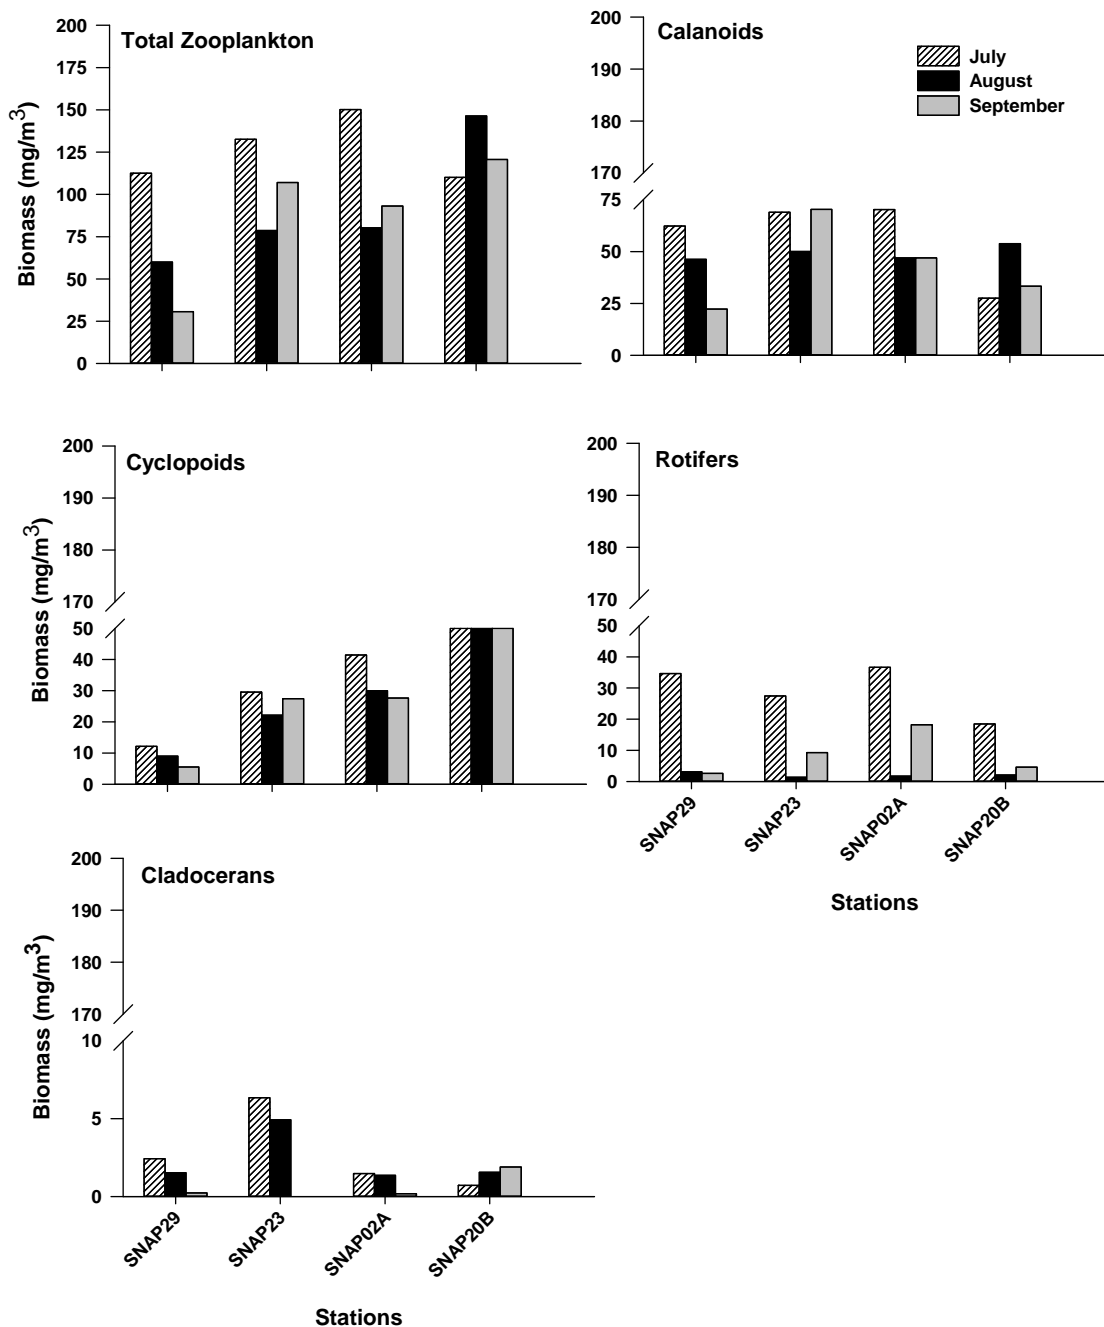 Total Zooplankton
200
175
150
125
100
75
50
25
0
Biomass (mg/m3)
Calanoids
200
190
180
170
75
50
25
0
July
August
September
Cyclopoids
200
190
180
170
50
40
30
20
10
0
Biomass (mg/m3)
Rotifers
200
190
180
170
50
40
30
20
10
0
SNAP29
SNAP23
SNAP02A
SNAP20B
Stations
Cladocerans
200
190
180
170
10
5
0
Biomass (mg/m3)
SNAP29
SNAP23
SNAP02A
SNAP20B
Stations